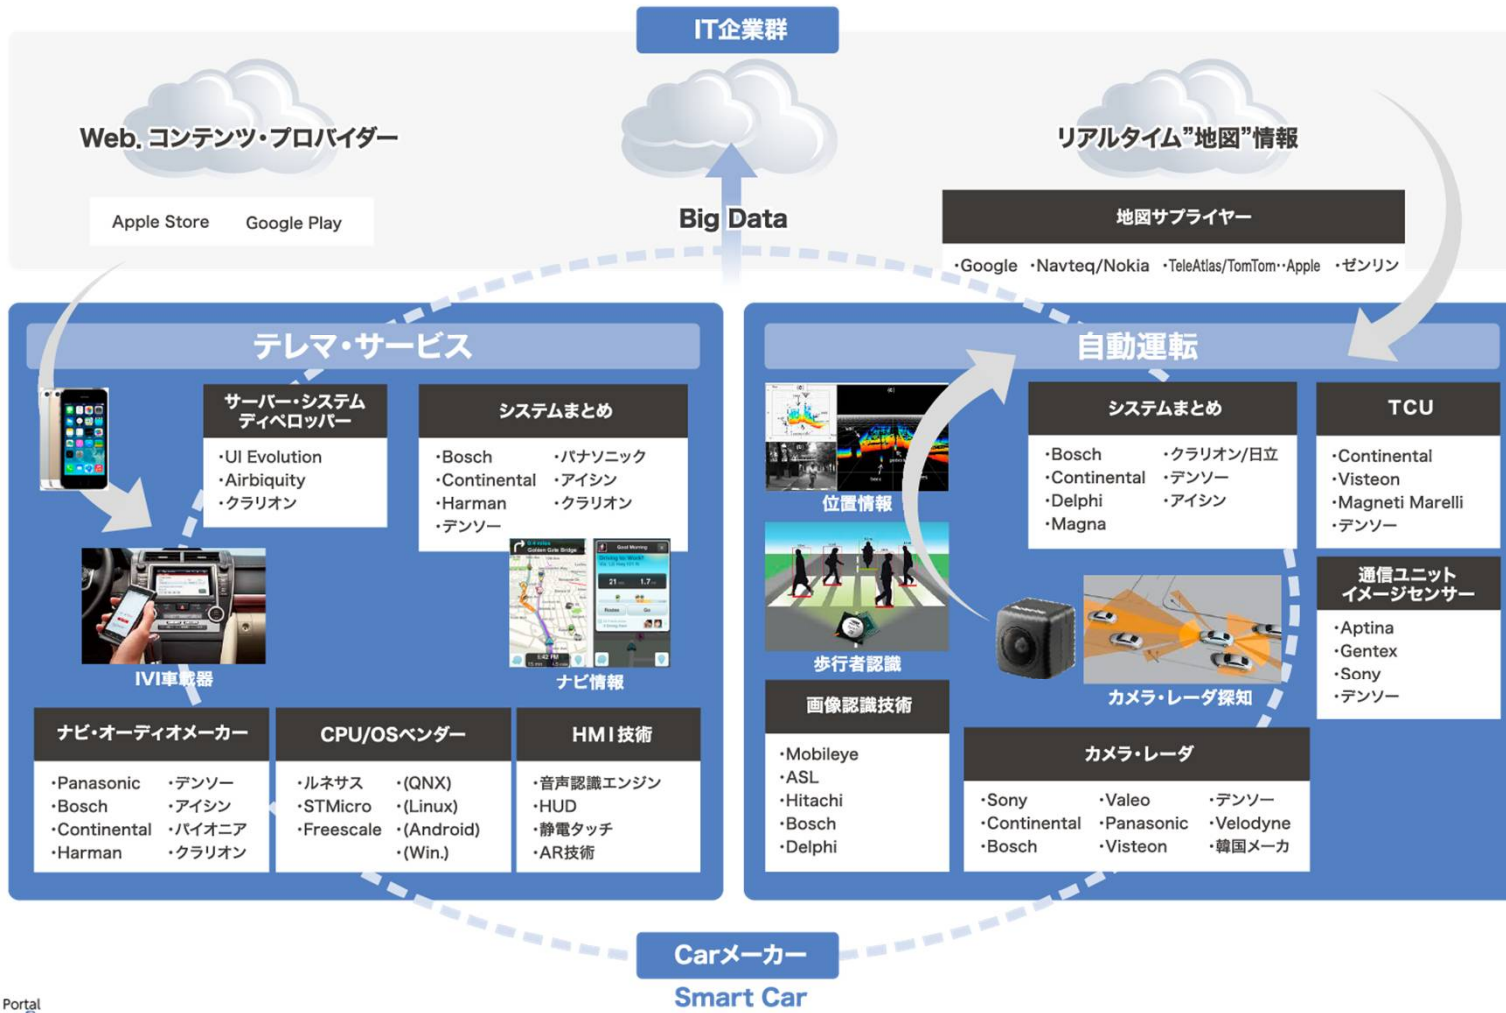 IT企業群
Web. コンテンツ・プロバイダー
リアルタイム”地図”情報
Apple Store Google Play
Big Data
地図サプライヤー
・Google ・Navteq/Nokia ・TeleAtlas/TomTom・・Apple ・ゼンリン
テレマ・サービス
サーバー・システム
ディベロッパー
・UI Evolution
・Airbiquity
・クラリオン
システムまとめ
・Bosch ・パナソニック
・Continental ・アイシン
・Harman ・クラリオン
・デンソー
Golden Gate Bridge
Good Morning
21 1.7
Routes Go
IVI車載器
ナビ情報
ナビ・オーディオメーカー
・Panasonic ・デンソー
・Bosch ・アイシン
・Continental ・パイオニア
・Harman ・クラリオン
CPU/OSベンダー
・ルネサス ・(QNX)
・STMicro ・(Linux)
・Freescale ・(Android)
・(Win.)
HMI技術
・音声認識エンジン
・HUD
・静電タッチ
・AR技術
自動運転
位置情報
歩行者認識
システムまとめ
・Bosch ・クラリオン/日立
・Continental ・デンソー
・Delphi ・アイシン
・Magna
TCU
・Continental
・Visteon
・Magneti Marelli
・デンソー
通信ユニット
イメージセンサー
・Aptina
・Gentex
・Sony
・デンソー
カメラ・レーダ探知
画像認識技術
・Mobileye
・ASL
・Hitachi
・Bosch
・Delphi
カメラ・レーダ
・Sony ・Valeo ・デンソー
・Continental ・Panasonic ・Velodyne
・Bosch ・Visteon ・韓国メーカ
Carメーカー
Smart Car
Portal